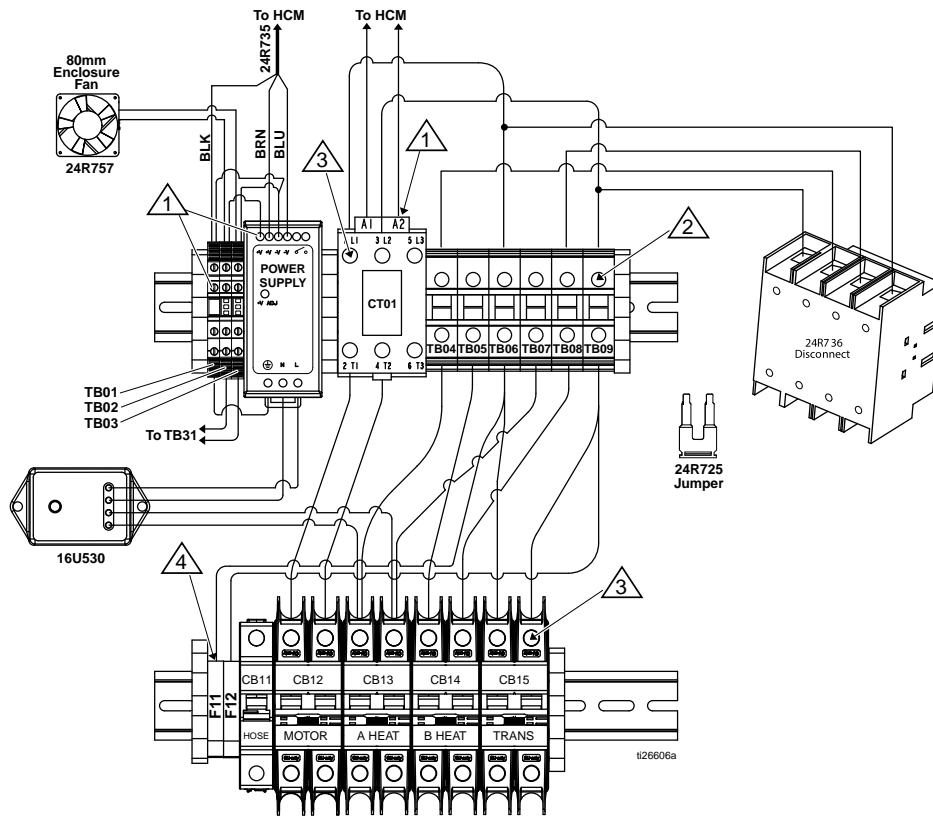 To HCM
To HCM
24R735
80mm
Enclosure
Fan
24R757
BLK
BRN
BLU
1
3
1
2
A1
A2
L1
3 L2
5 L3
+V +V -V -V
POWER
SUPPLY
+V ADJ
CT01
N L
2 T1
4 T2
6 T3
TB04
TB05
TB06
TB07
TB08
TB09
24R736
Disconnect
TB01
TB02
TB03
To TB31
24R725
Jumper
16U530
4
3
F11
F12
CB11
CB12
CB13
CB14
CB15
HOSE
MOTOR
A HEAT
B HEAT
TRANS
ti26606a